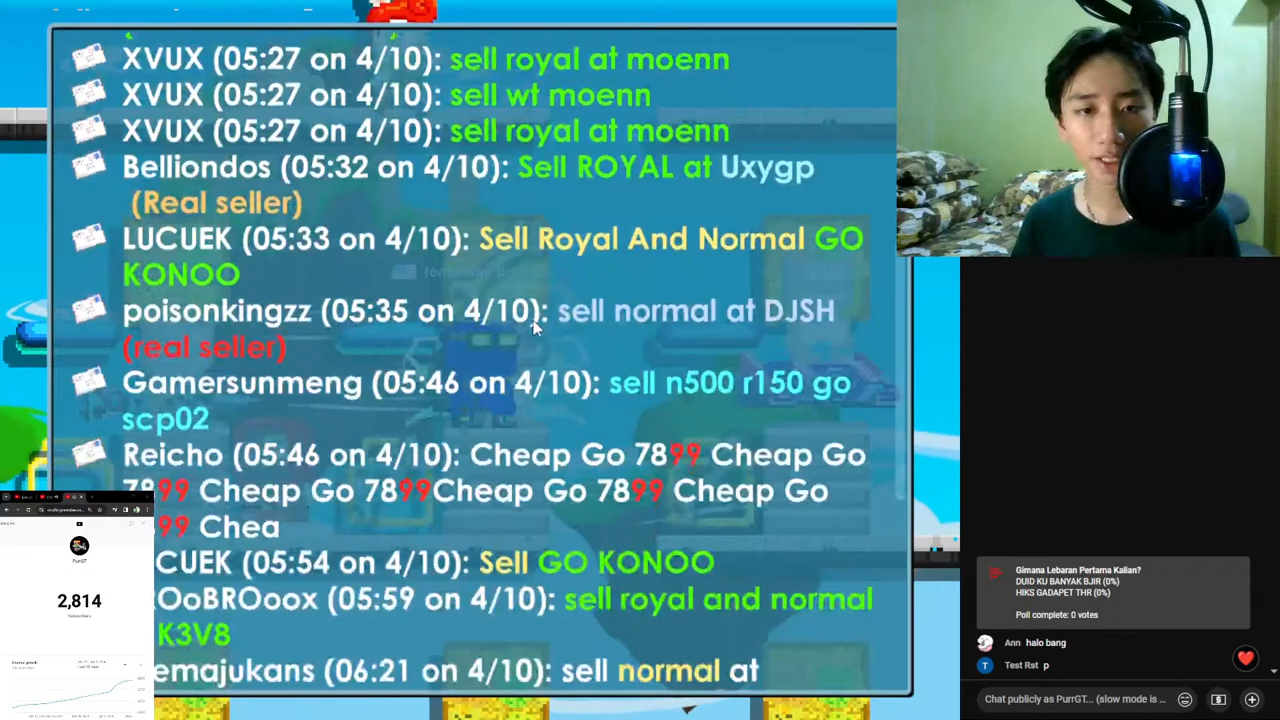 XVUX (05:27 on 4/10): sell royal at moenn
XVUX (05:27 on 4/10): sell wt moenn
XVUX (05:27 on 4/10): sell royal at moenn
Belliondos (05:32 on 4/10): Sell ROYAL at Uxygp
(Real seller)
LUCUEK (05:33 on 4/10): Sell Royal And Normal GO
KONOO
poisonkingzz (05:35 on 4/10): sell normal at DJSH
(real seller)
Gamersunmeng (05:46 on 4/10): sell n500 r150 go
scp02
Reicho (05:46 on 4/10): Cheap Go 7899 Cheap Go
7899 Cheap Go 7899Cheap Go 7899 Cheap Go
99 Chea
CUEK (05:54 on 4/10): Sell GO KONOO
OoBROoox (05:59 on 4/10): sell royal and normal
K3V8
emajukans (06:21 on 4/10): sell normal at
PurrGT
2,814
Subscribers
Gimana Lebaran Pertama Kalian?
DUID KU BANYAK BJIR (0%)
HIKS GADAPET THR (0%)
Poll complete: 0 votes
Ann halo bang
T Test Rst p
Chat publicly as PurrGT... (slow mode is ...